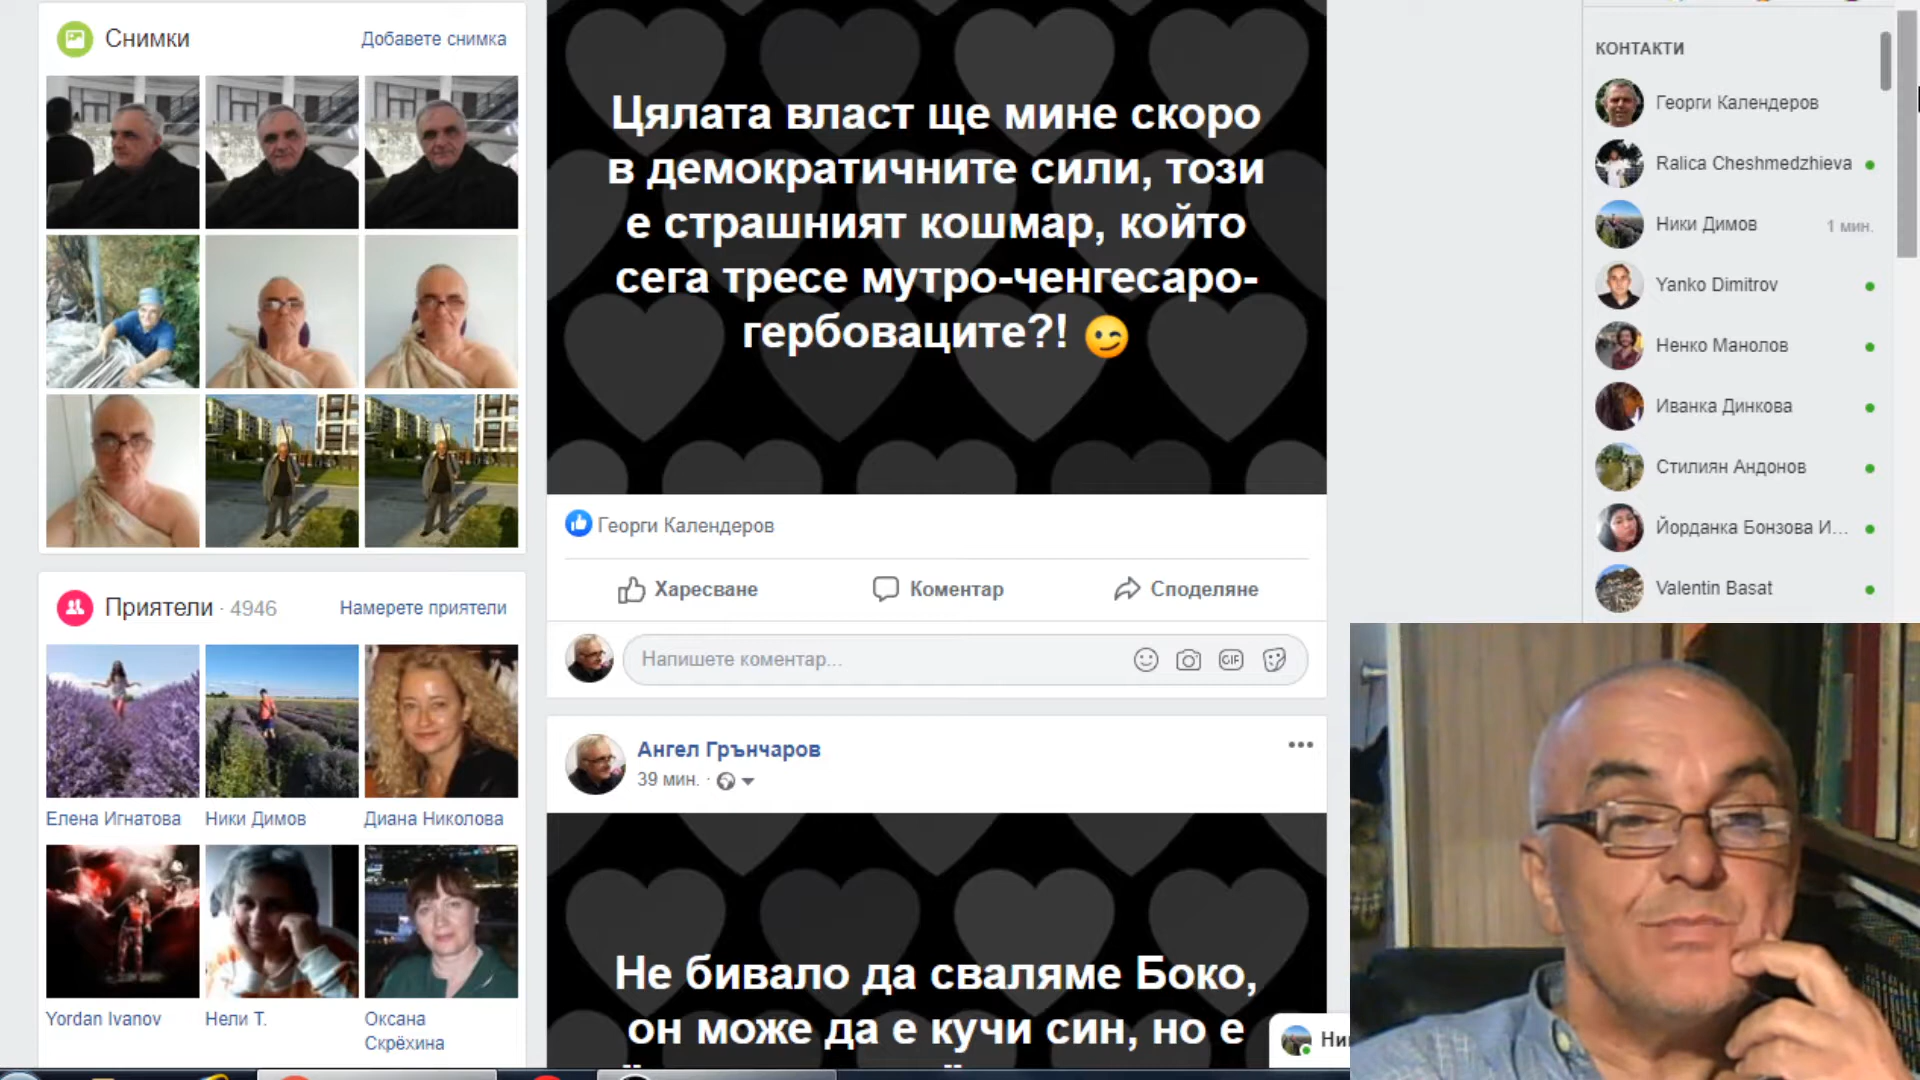 Снимки
Добавете снимка
Приятели · 4946
Намерете приятели
Елена Игнатова
Ники Димов
Диана Николова
Yordan Ivanov
Нели Т.
Оксана
Скрёхина
Цялата власт ще мине скоро
в демократичните сили, този
е страшният кошмар, който
сега тресе мутро-ченгесаро-
гербоваците?! 😉
Георги Календеров
Харесване
Коментар
Споделяне
Напишете коментар...
GIF
Ангел Грънчаров
39 мин. ·
Не бивало да сваляме Боко,
он може да е кучи син, но е
КОНТАКТИ
Георги Календеров
Ralica Cheshmedzhieva
Ники Димов
1 мин.
Yanko Dimitrov
Ненко Манолов
Иванка Динкова
Стилиян Андонов
Йорданка Бонзова И...
Valentin Basat